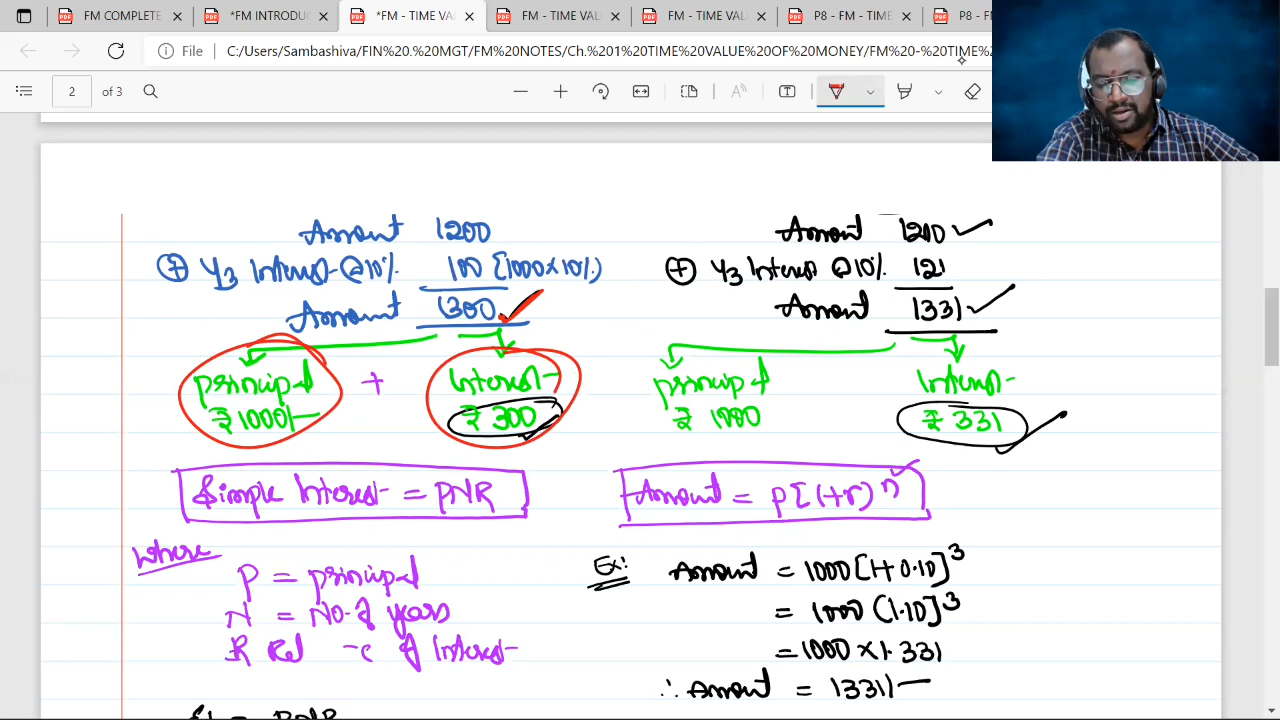 FM COMPLETE
*FM INTRODU
*FM - TIME VAL
FM - TIME VAL
FM - TIME VAL
P8 - FM - TIME
P8 - FM
File
C:/Users/Sambashiva/FIN%20.%20MGT/FM%20NOTES/Ch.%201%20TIME%20VALUE%20OF%20MONEY/FM%20-%20TIME%
2 of 3
Amount 1200
+ Y3 Interest @10% 100 [1000x10%]
Amount 1300
principal + Interest
₹1000/- ₹ 300
Simple Interest = PNR
where
P = principal
N = No. of years
R of Interest
Amount 1210
+ Y3 Interest @10% 121
Amount 1331
principal Interest
₹ 1000 ₹ 331
Amount = P[(1+r)n
Ex: Amount = 1000[1+0.10]3
= 1000 (1.10]3
= 1000 x 1.331
∴ Amount = 1331/-